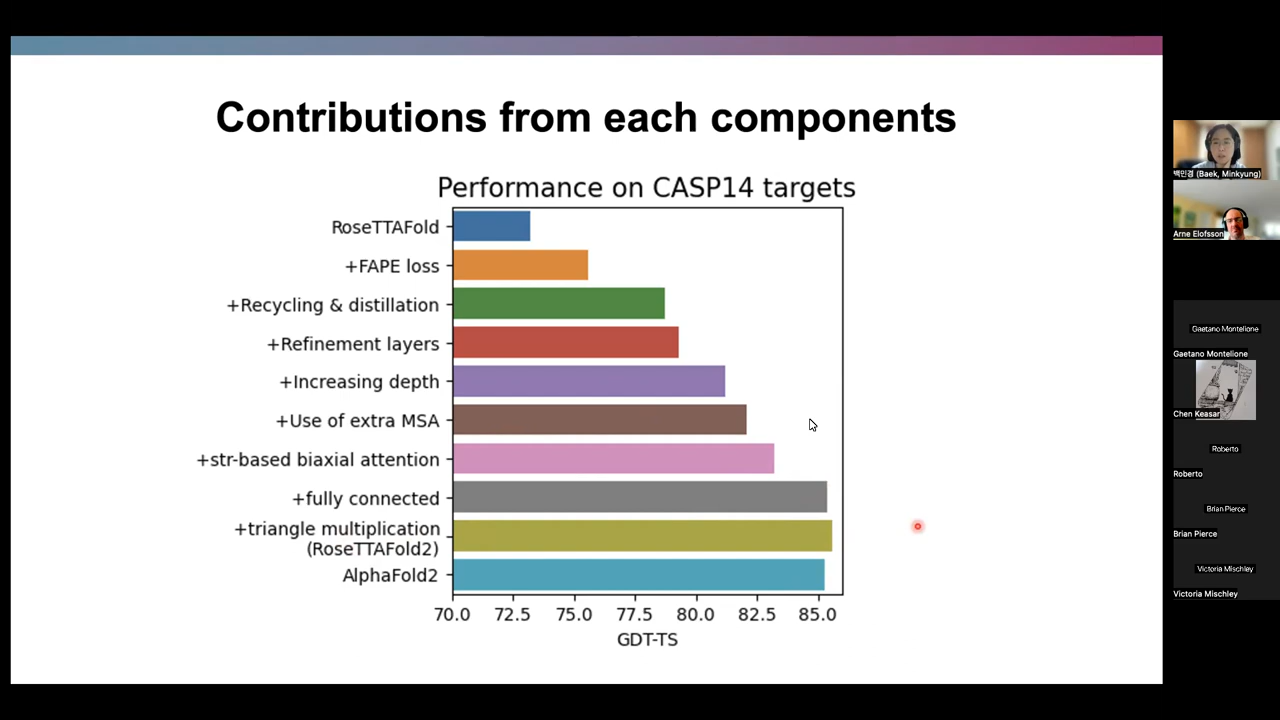 Contributions from each components
Performance on CASP14 targets
RoseTTAFold
+FAPE loss
+Recycling & distillation
+Refinement layers
+Increasing depth
+Use of extra MSA
+str-based biaxial attention
+fully connected
+triangle multiplication
(RoseTTAFold2)
AlphaFold2
70.0 72.5 75.0 77.5 80.0 82.5 85.0
GDT-TS
백민경 (Baek, Minkyung)
Arne Elofsson
Gaetano Montelione
Gaetano Montelione
Chen Keasar
Roberto
Roberto
Brian Pierce
Brian Pierce
Victoria Mischley
Victoria Mischley